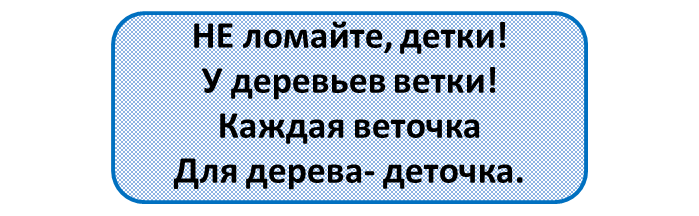 НЕ ломайте, детки!
У деревьев ветки!
Каждая веточка
Для дерева- деточка.